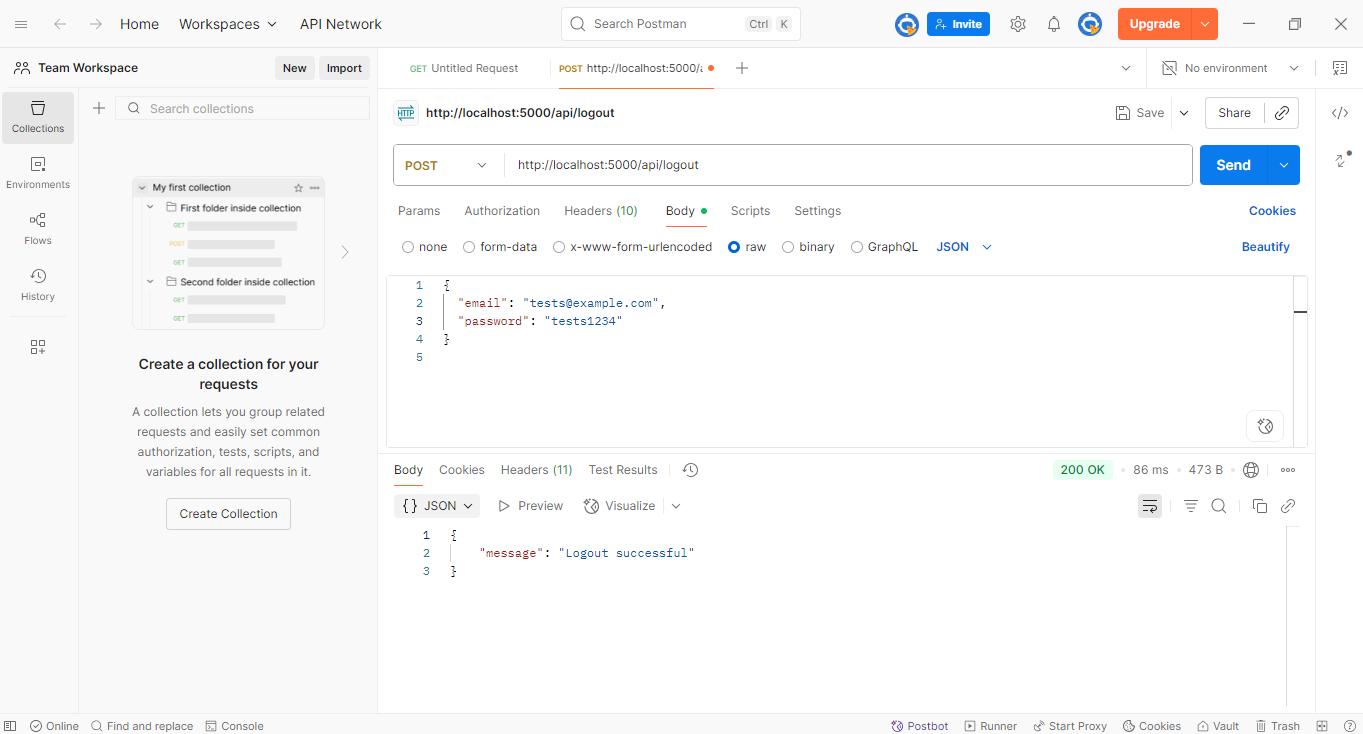 Home Workspaces API Network Search Postman Ctrl K Invite Upgrade
Team Workspace New Import
GET Untitled Request POST http://localhost:5000/a No environment
Collections
Search collections
http://localhost:5000/api/logout Save Share
Environments
Flows
History
My first collection
First folder inside collection
GET
POST
GET
Second folder inside collection
GET
GET
Create a collection for your
requests
A collection lets you group related
requests and easily set common
authorization, tests, scripts, and
variables for all requests in it.
Create Collection
POST http://localhost:5000/api/logout Send
Params Authorization Headers (10) Body Scripts Settings Cookies
none form-data x-www-form-urlencoded raw binary GraphQL JSON Beautify
1 {
2 "email": "tests@example.com",
3 "password": "tests1234"
4 }
5
Body Cookies Headers (11) Test Results 200 OK 86 ms 473 B
{} JSON Preview Visualize
1 {
2 "message": "Logout successful"
3 }
Online Find and replace Console Postbot Runner Start Proxy Cookies Vault Trash